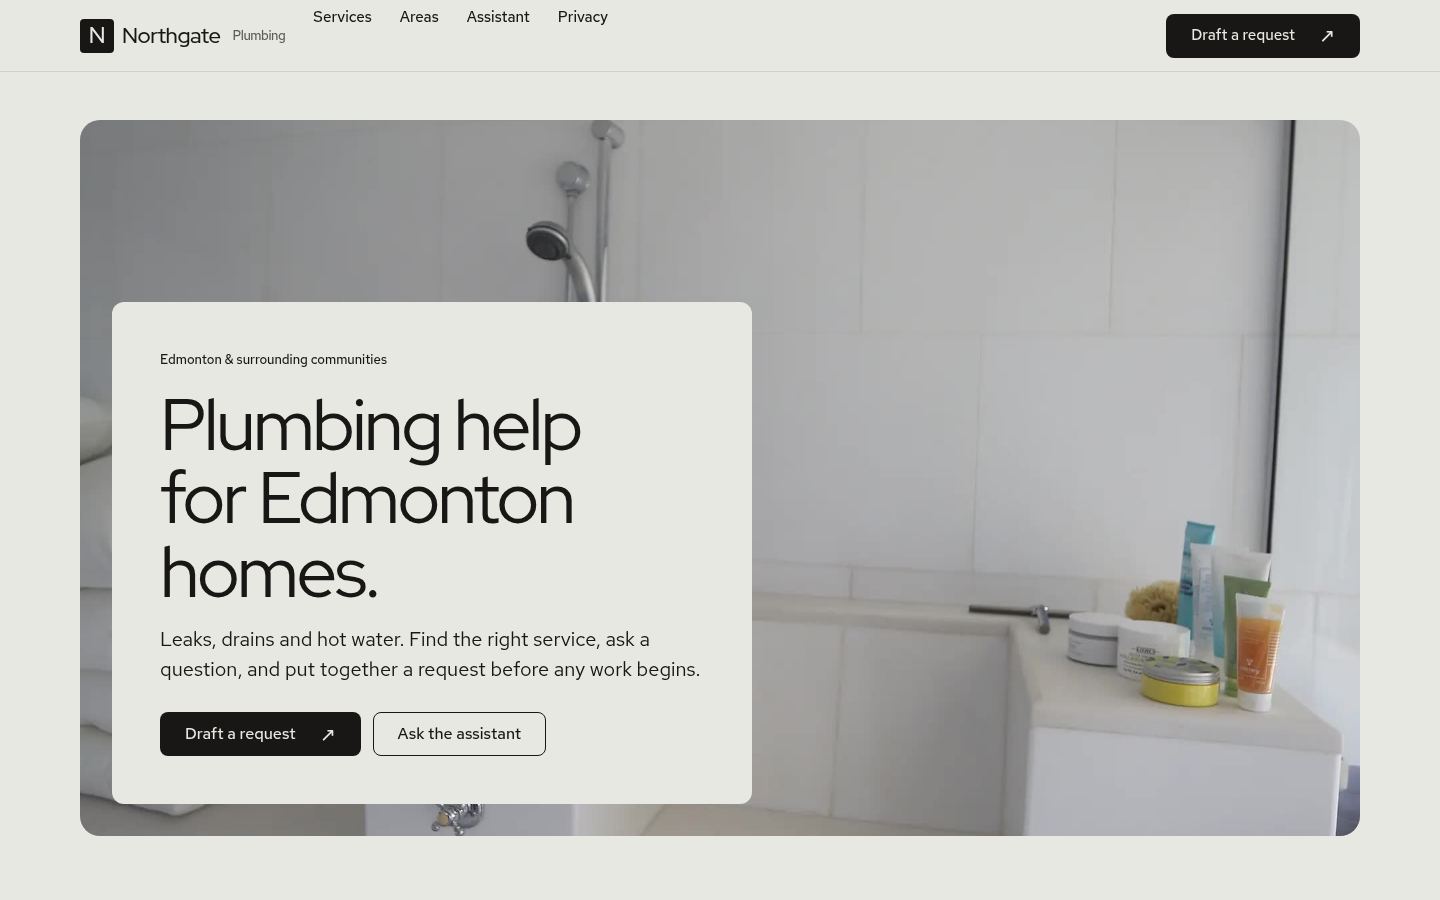 N Northgate Plumbing Services Areas Assistant Privacy Draft a request ↗
Edmonton & surrounding communities
Plumbing help
for Edmonton
homes.
Leaks, drains and hot water. Find the right service, ask a
question, and put together a request before any work begins.
Draft a request ↗ Ask the assistant
KIEHL'S